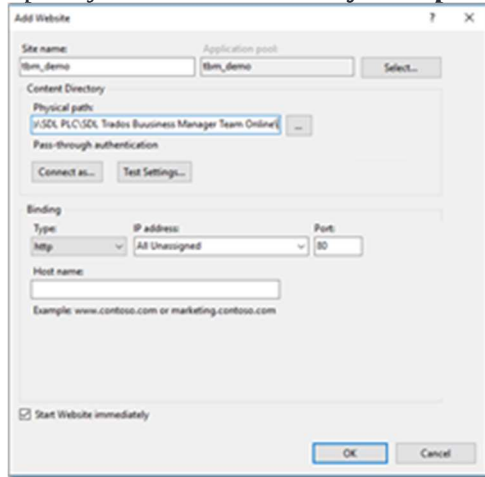 Add Website
? ×
Site name:
Application pool:
tbm_demo
tbm_demo
Select...
Content Directory
Physical path:
\SDL PLC\SDL Trados Buusiness Manager Team Online\
...
Pass-through authentication
Connect as...
Test Settings...
Binding
Type:
IP address:
Port:
http
All Unassigned
80
Host name:
Example: www.contoso.com or marketing.contoso.com
Start Website immediately
OK
Cancel